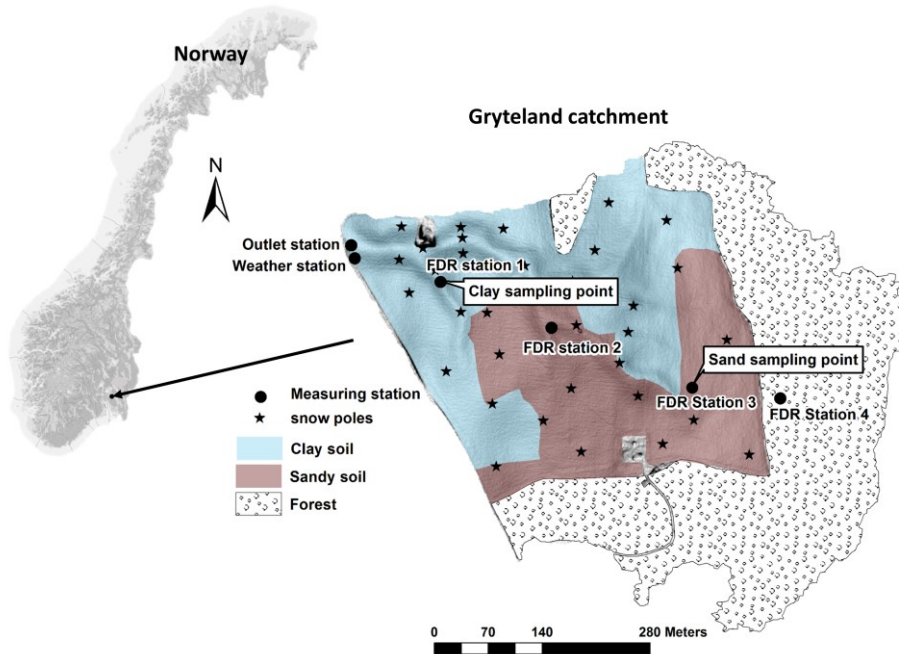 Norway
Gryteland catchment
N
Outlet station
Weather station
FDR station 1
Clay sampling point
FDR station 2
Sand sampling point
FDR Station 3
FDR Station 4
Measuring station
snow poles
Clay soil
Sandy soil
Forest
0 70 140 280 Meters